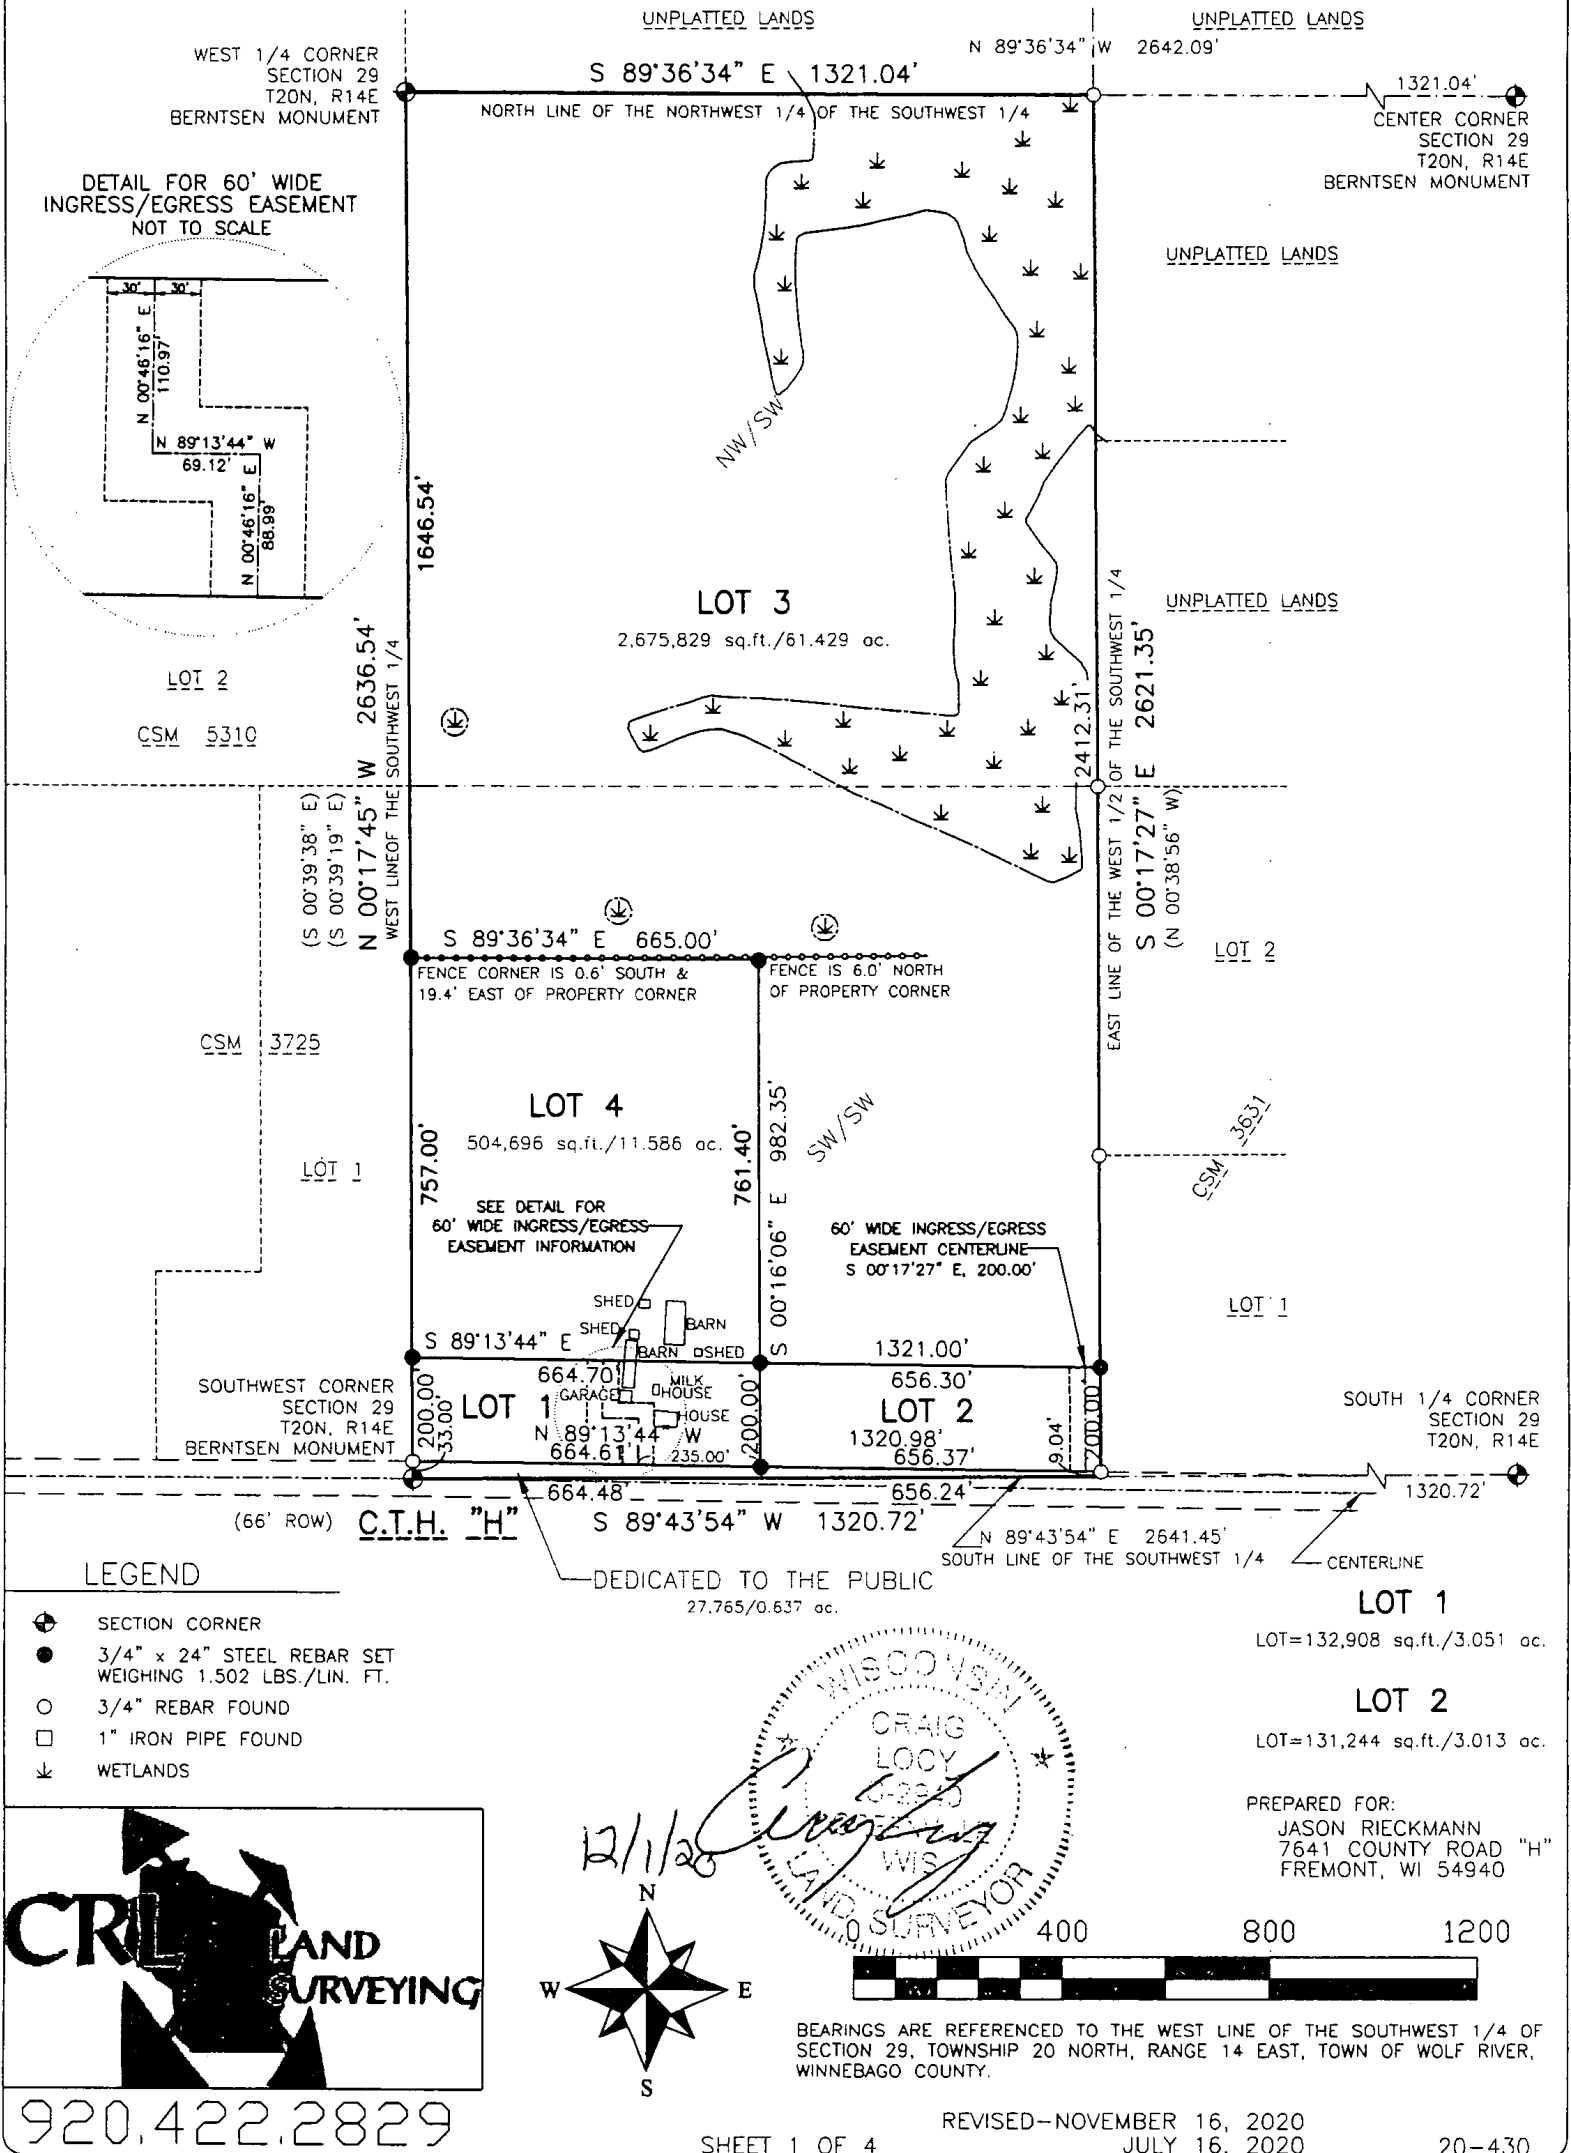 UNPLATTED LANDS
UNPLATTED LANDS
N 89°36'34" W 2642.09'
WEST 1/4 CORNER
SECTION 29
T20N, R14E
BERNTSEN MONUMENT
S 89°36'34" E 1321.04'
NORTH LINE OF THE NORTHWEST 1/4 OF THE SOUTHWEST 1/4
1321.04'
CENTER CORNER
SECTION 29
T20N, R14E
BERNTSEN MONUMENT
DETAIL FOR 60' WIDE
INGRESS/EGRESS EASEMENT
NOT TO SCALE
30' 30'
N 00°46'16" E
110.97'
N 89°13'44" W
69.12'
N 00°46'16" E
88.99'
UNPLATTED LANDS
NW/SW
1646.54'
LOT 3
2,675,829 sq.ft./61.429 ac.
UNPLATTED LANDS
LOT 2
CSM 5310
(S 00°39'38" E)
(S 00°39'19" E)
N 00°17'45" W 2636.54'
WEST LINEOF THE SOUTHWEST 1/4
2412.31'
EAST LINE OF THE WEST 1/2 OF THE SOUTHWEST 1/4
S 00°17'27" E 2621.35'
(N 00°38'56" W)
S 89°36'34" E 665.00'
FENCE CORNER IS 0.6' SOUTH &
19.4' EAST OF PROPERTY CORNER
FENCE IS 6.0' NORTH
OF PROPERTY CORNER
LOT 2
CSM 3725
LOT 4
504,696 sq.ft./11.586 ac.
757.00'
761.40'
S 00°16'06" E 982.35'
SW/SW
CSM 3631
LOT 1
SEE DETAIL FOR
60' WIDE INGRESS/EGRESS
EASEMENT INFORMATION
60' WIDE INGRESS/EGRESS
EASEMENT CENTERLINE
S 00°17'27" E, 200.00'
LOT 1
SHED
SHED
BARN
BARN
SHED
S 89°13'44" E
1321.00'
664.70'
656.30'
SOUTHWEST CORNER
SECTION 29
T20N, R14E
BERNTSEN MONUMENT
200.00'
33.00'
LOT 1
GARAGE
MILK
HOUSE
HOUSE
N 89°13'44" W
664.61'
235.00'
200.00'
LOT 2
1320.98'
656.37'
9.04'
200.00'
SOUTH 1/4 CORNER
SECTION 29
T20N, R14E
664.48'
656.24'
1320.72'
(66' ROW) C.T.H. "H"
S 89°43'54" W 1320.72'
N 89°43'54" E 2641.45'
SOUTH LINE OF THE SOUTHWEST 1/4
CENTERLINE
DEDICATED TO THE PUBLIC
27,765/0.637 ac.
LEGEND
SECTION CORNER
3/4" x 24" STEEL REBAR SET
WEIGHING 1.502 LBS./LIN. FT.
3/4" REBAR FOUND
1" IRON PIPE FOUND
WETLANDS
LOT 1
LOT=132,908 sq.ft./3.051 ac.
LOT 2
LOT=131,244 sq.ft./3.013 ac.
WISCONSIN
CRAIG
LOCY
WIS
LAND SURVEYOR
12/1/20
PREPARED FOR:
JASON RIECKMANN
7641 COUNTY ROAD "H"
FREMONT, WI 54940
CRL LAND
SURVEYING
920.422.2829
N
W E
S
0 400 800 1200
BEARINGS ARE REFERENCED TO THE WEST LINE OF THE SOUTHWEST 1/4 OF
SECTION 29, TOWNSHIP 20 NORTH, RANGE 14 EAST, TOWN OF WOLF RIVER,
WINNEBAGO COUNTY.
REVISED-NOVEMBER 16, 2020
SHEET 1 OF 4 JULY 16, 2020 20-430